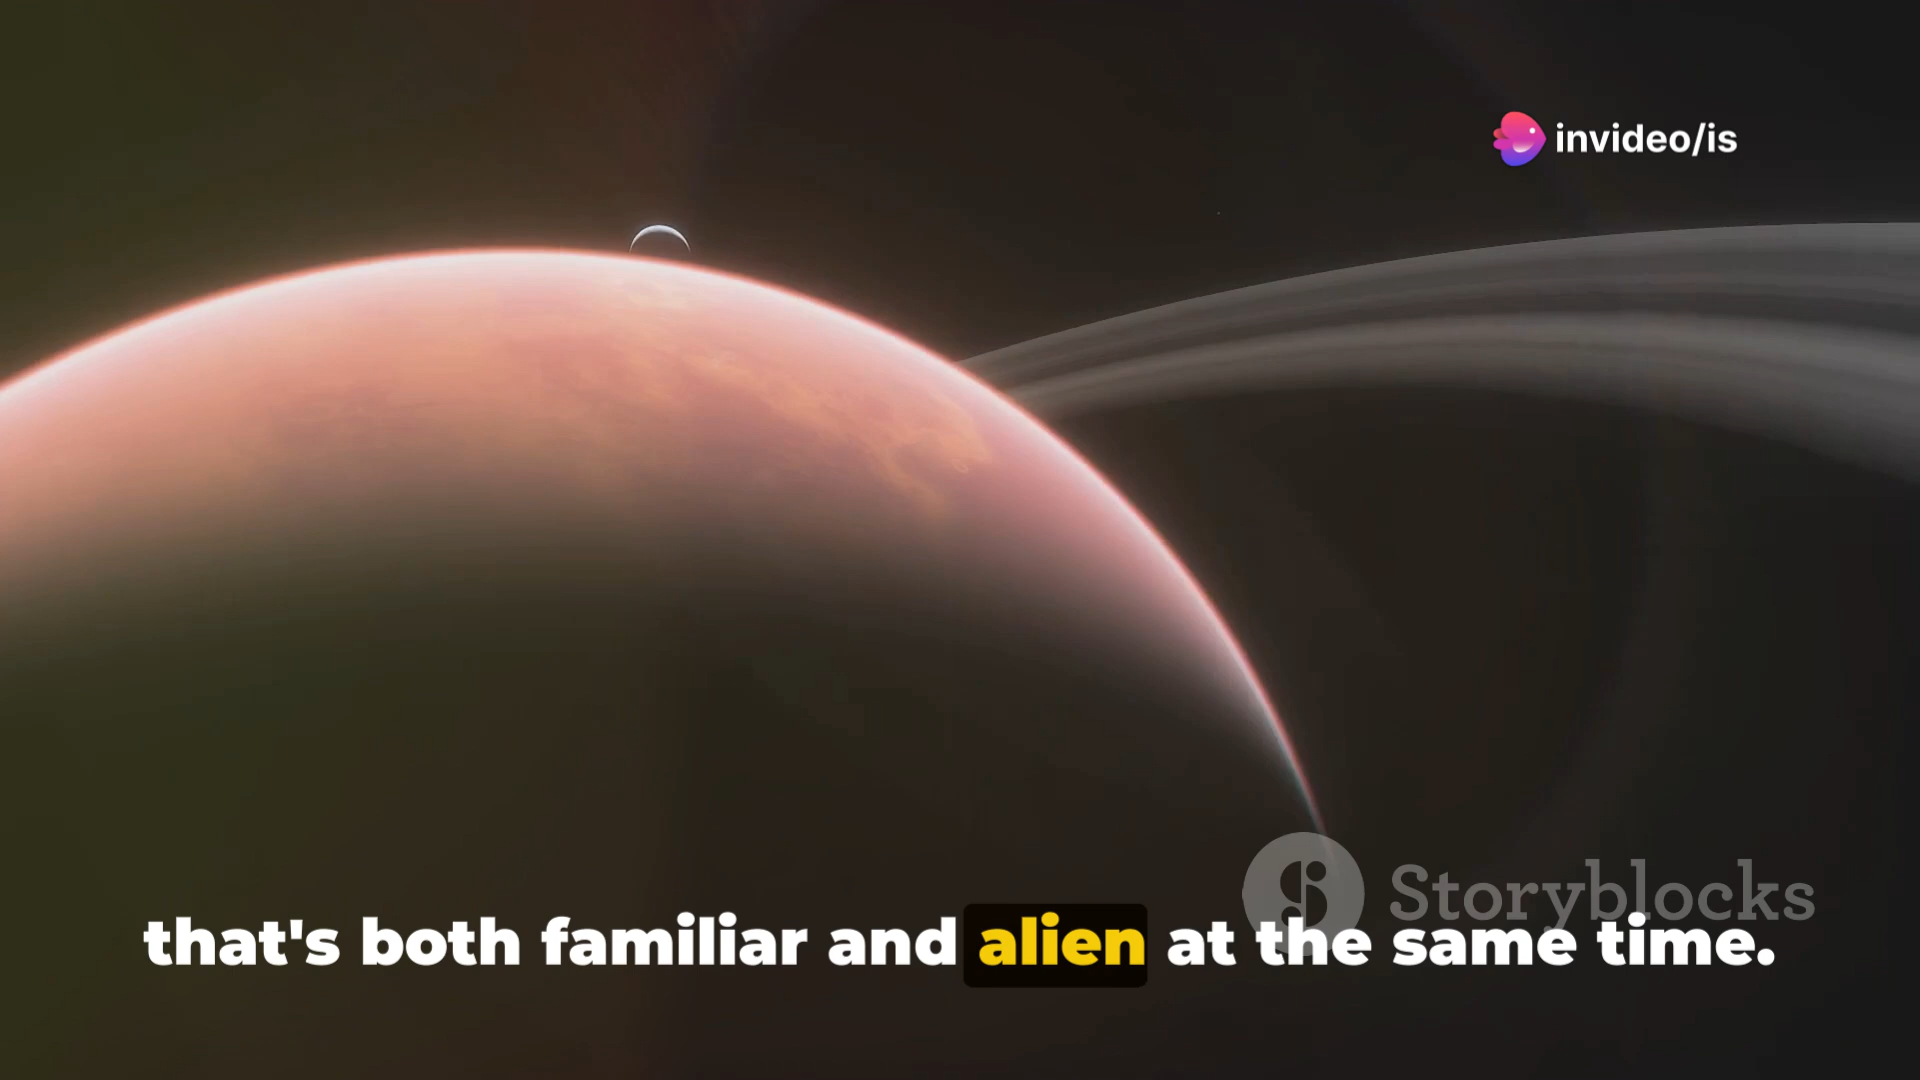 invideo/is
Storyblocks
that's both familiar and alien at the same time.